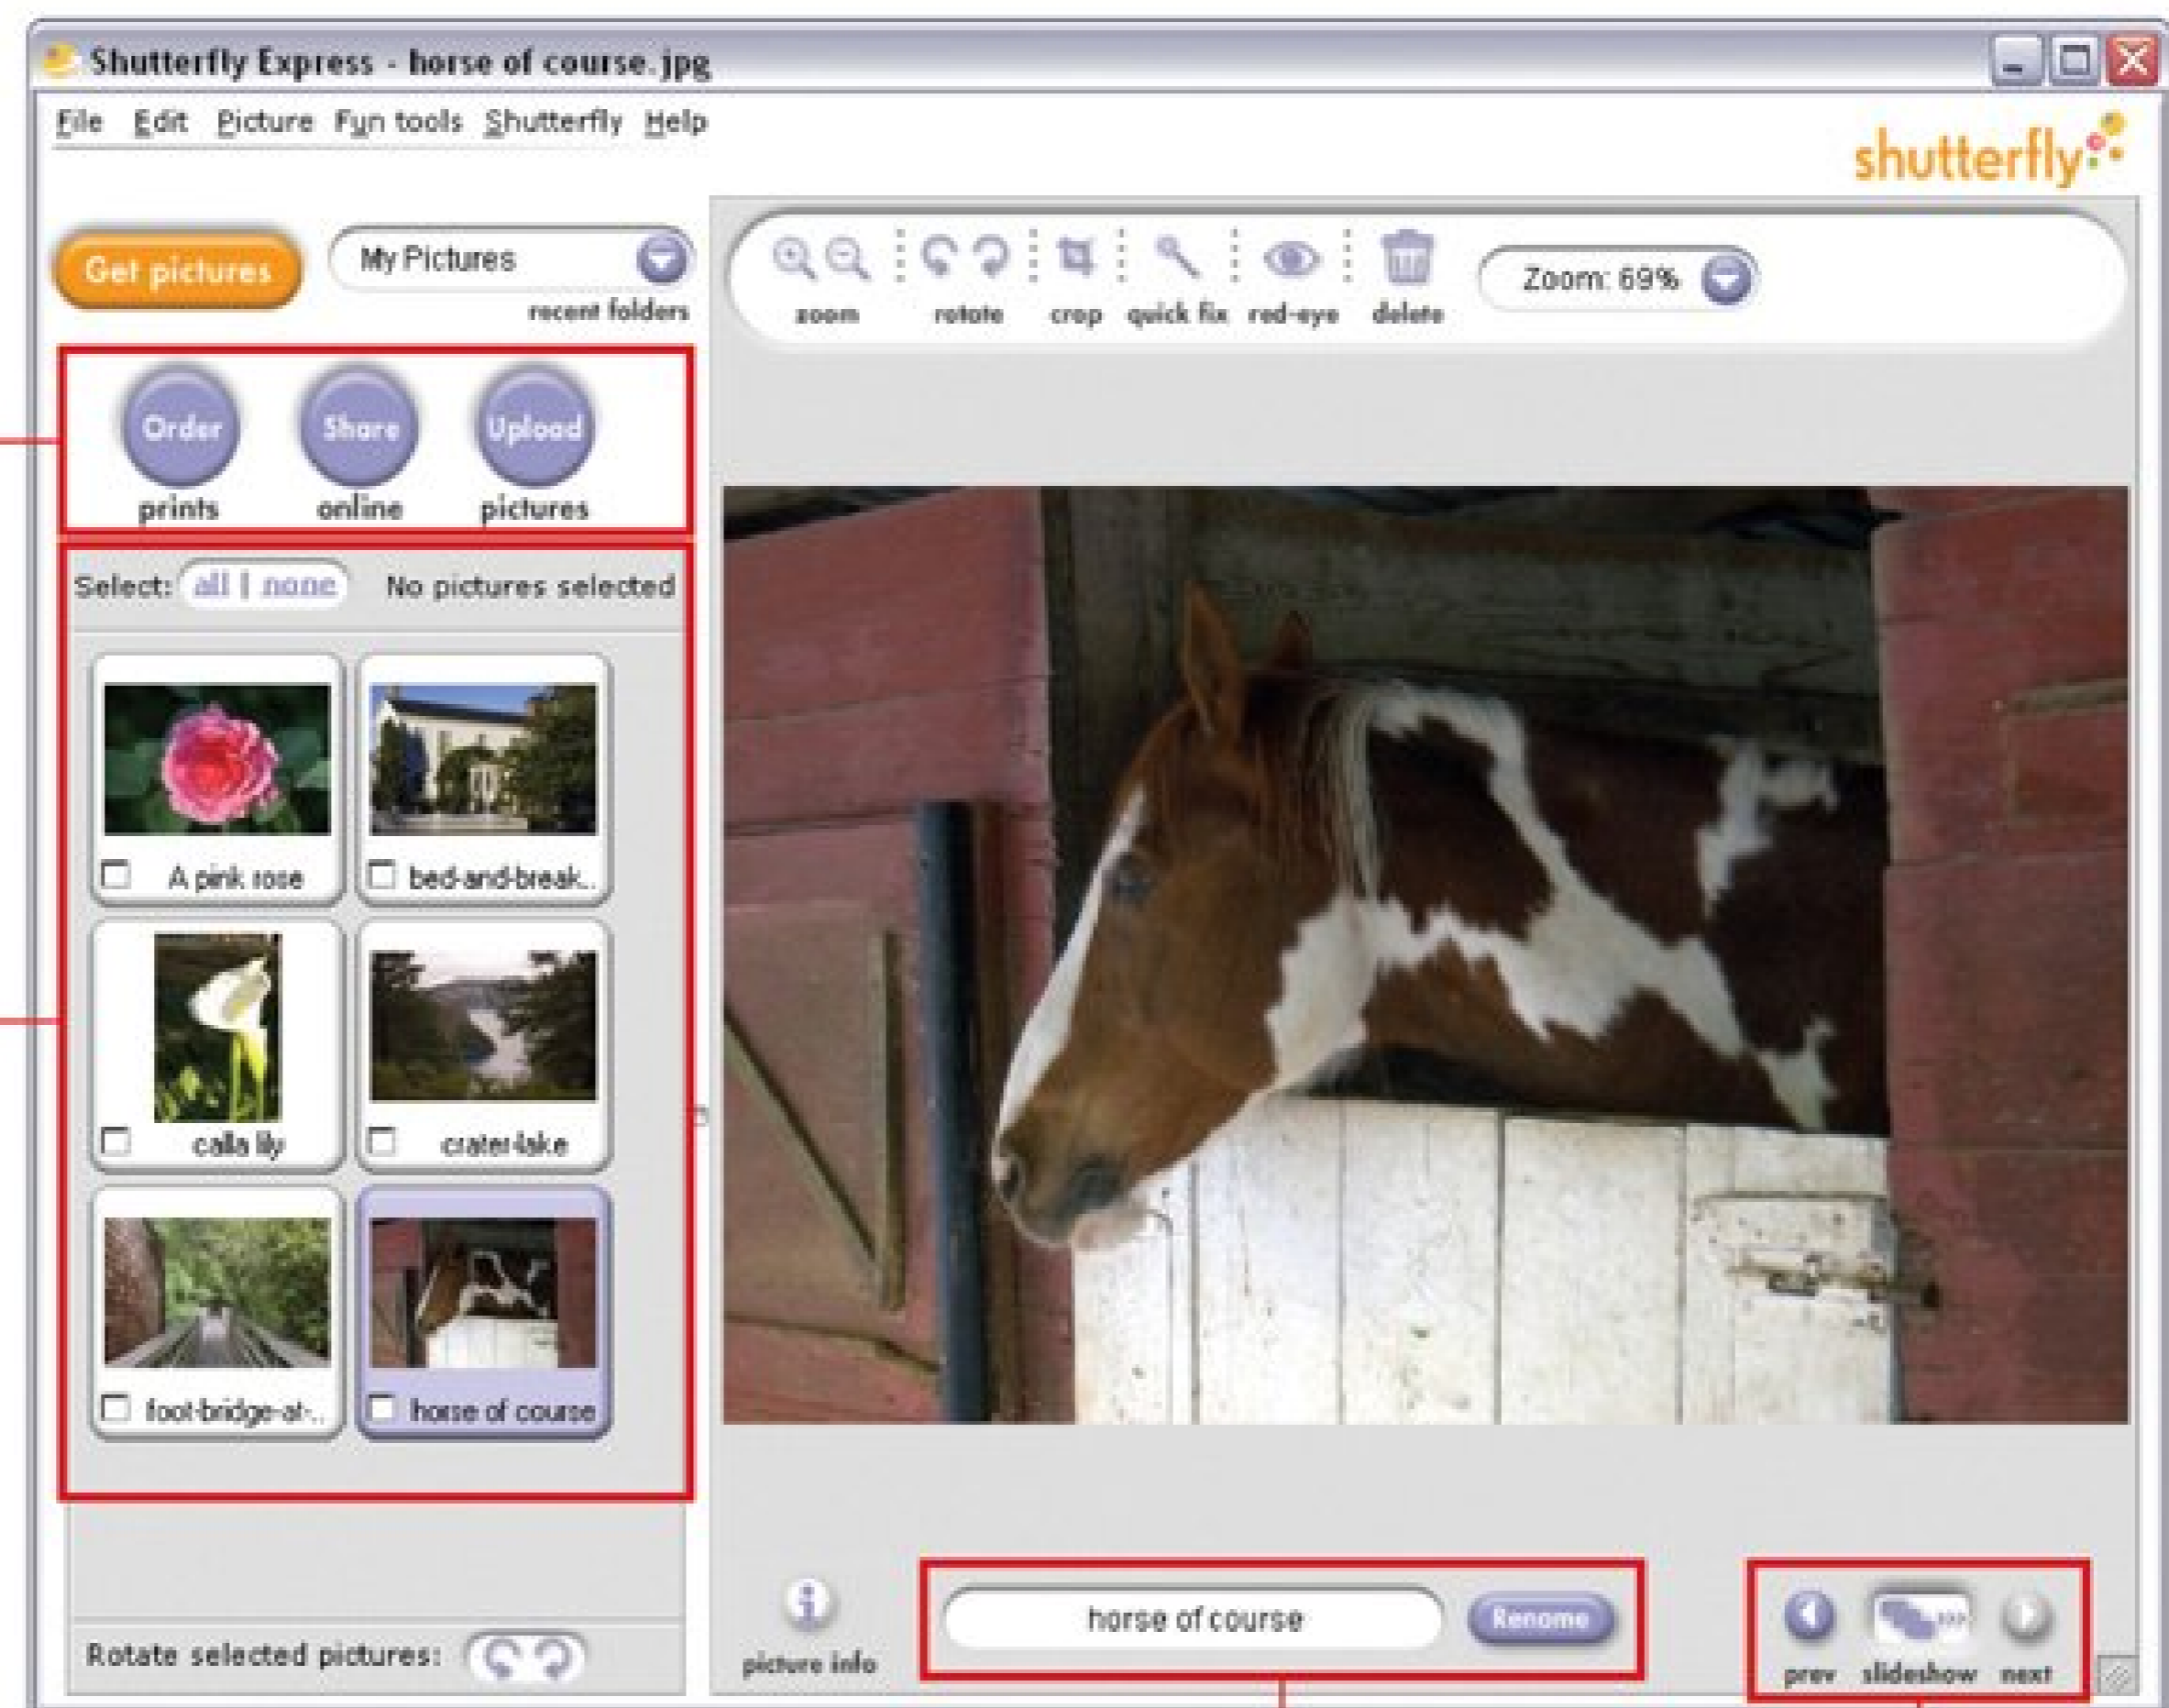 Shutterfly Express - horse of course.jpg
File Edit Picture Fun tools Shutterfly Help
shutterfly
Get pictures
My Pictures
recent folders
zoom rotate crop quick fix red-eye delete
Zoom: 69%
Order Share Upload
prints online pictures
Select: all | none No pictures selected
A pink rose
bed-and-break..
calla lily
crater-lake
foot-bridge-at-..
horse of course
Rotate selected pictures:
picture info
horse of course
Rename
prev slideshow next